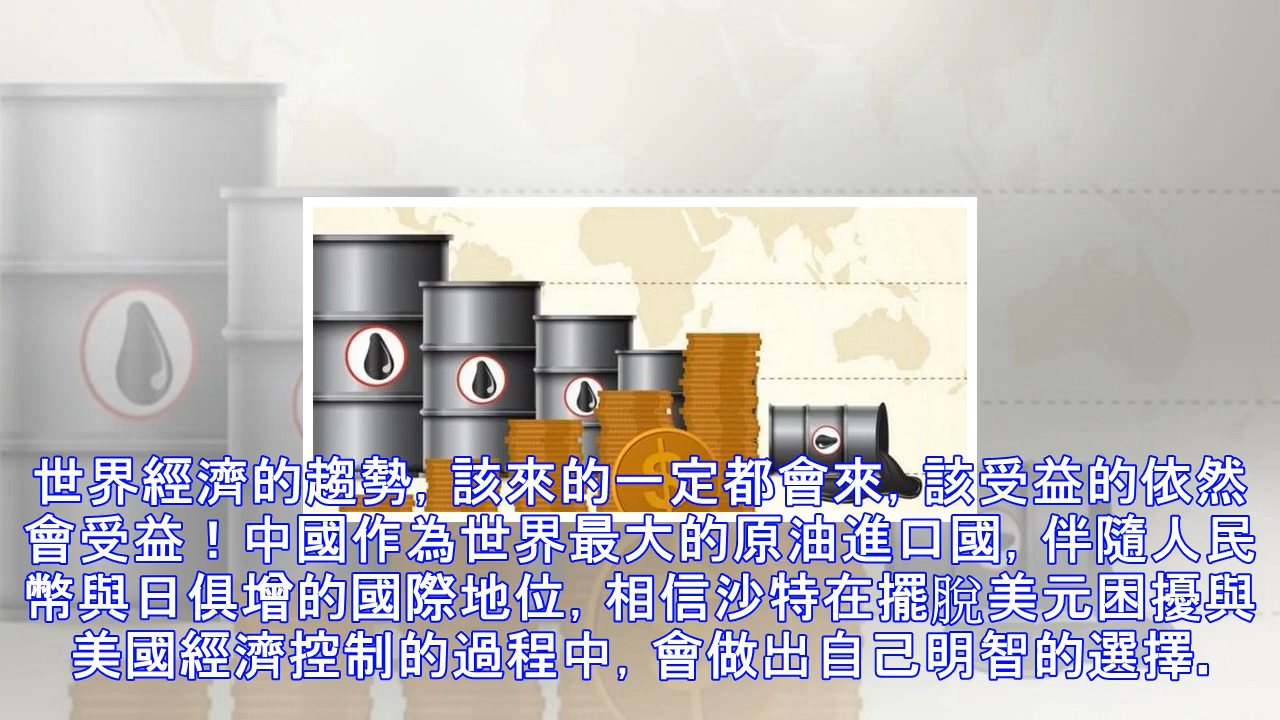 世界經濟的趨勢, 該來的一定都會來, 該受益的依然
會受益！中國作為世界最大的原油進口國, 伴隨人民
幣與日俱增的國際地位, 相信沙特在擺脫美元困擾與
美國經濟控制的過程中, 會做出自己明智的選擇.